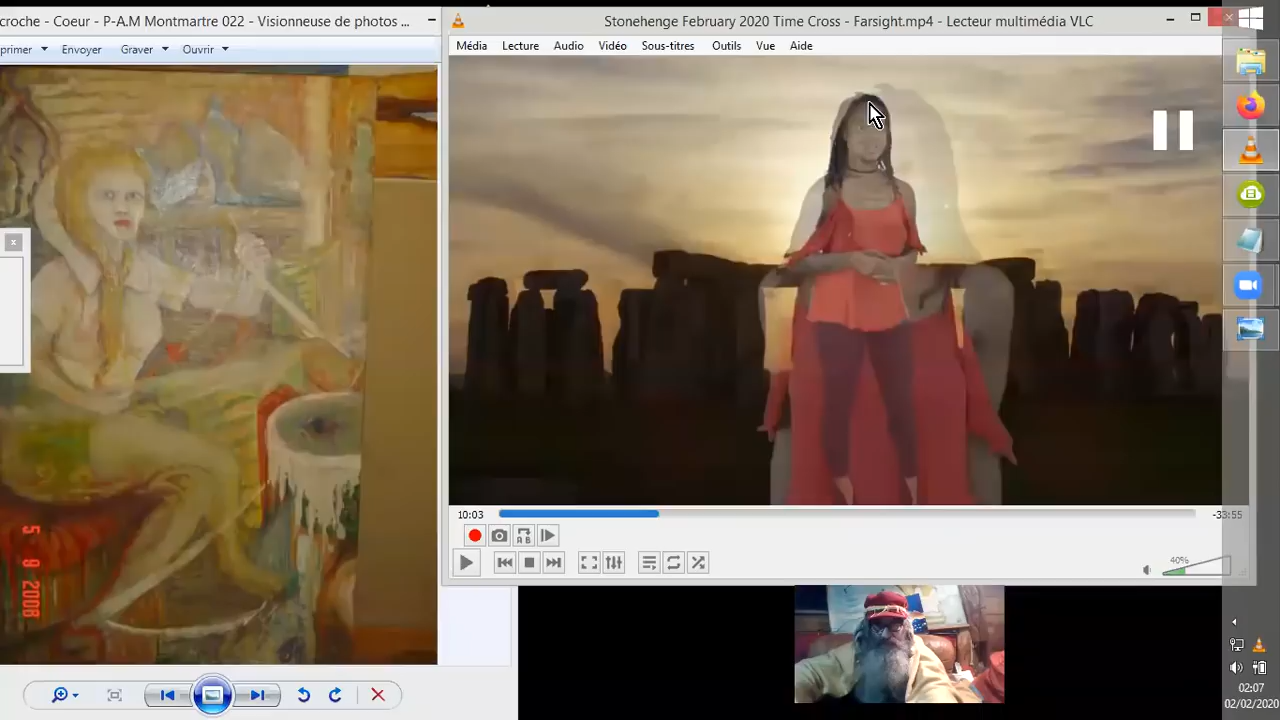 croche - Coeur - P-A.M Montmartre 022 - Visionneuse de photos ...
primer Envoyer Graver Ouvrir
5 8 2008
Stonehenge February 2020 Time Cross - Farsight.mp4 - Lecteur multimédia VLC
Média Lecture Audio Vidéo Sous-titres Outils Vue Aide
10:03
-33:55
A B
40%
02:07
02/02/2020